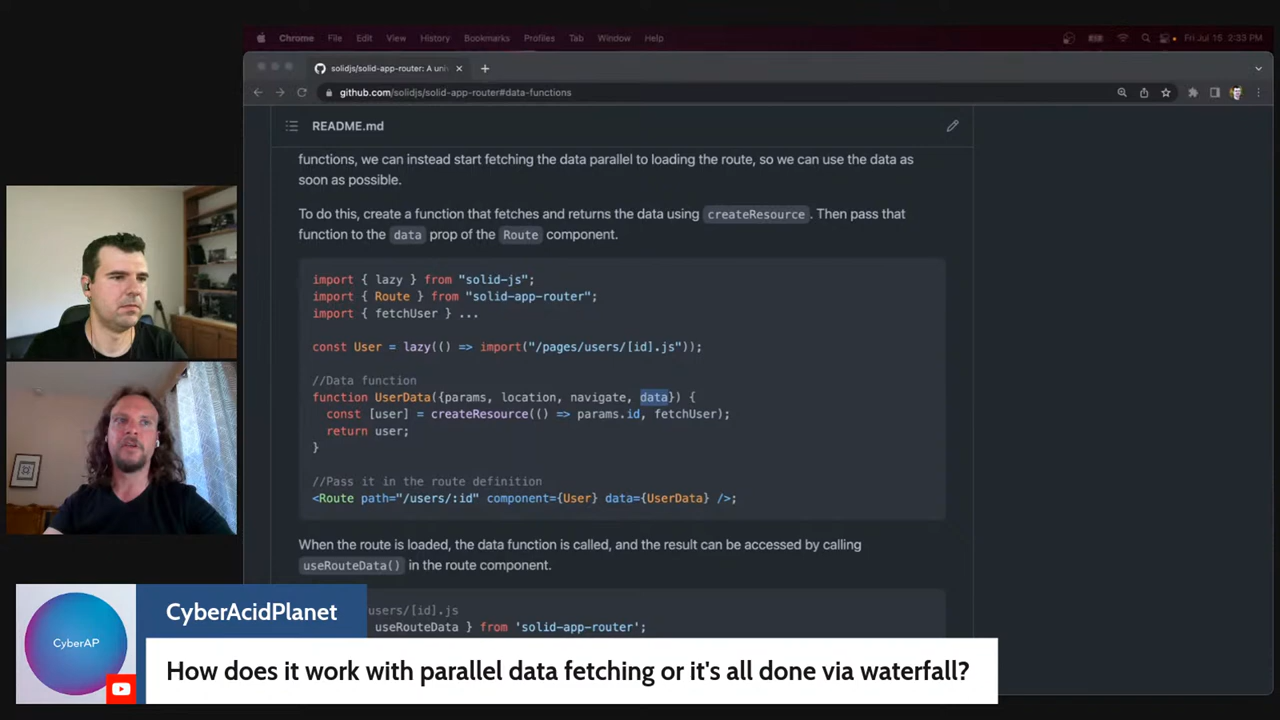 Chrome File Edit View History Bookmarks Profiles Tab Window Help Fri Jul 15 2:33 PM
solidjs/solid-app-router: A uni
github.com/solidjs/solid-app-router#data-functions
README.md
functions, we can instead start fetching the data parallel to loading the route, so we can use the data as
soon as possible.
To do this, create a function that fetches and returns the data using createResource. Then pass that
function to the data prop of the Route component.
import { lazy } from "solid-js";
import { Route } from "solid-app-router";
import { fetchUser } ...
const User = lazy(() => import("/pages/users/[id].js"));
//Data function
function UserData({params, location, navigate, data}) {
const [user] = createResource(() => params.id, fetchUser);
return user;
}
//Pass it in the route definition
<Route path="/users/:id" component={User} data={UserData} />;
When the route is loaded, the data function is called, and the result can be accessed by calling
useRouteData() in the route component.
users/[id].js
useRouteData } from 'solid-app-router';
CyberAcidPlanet
CyberAP
How does it work with parallel data fetching or it's all done via waterfall?